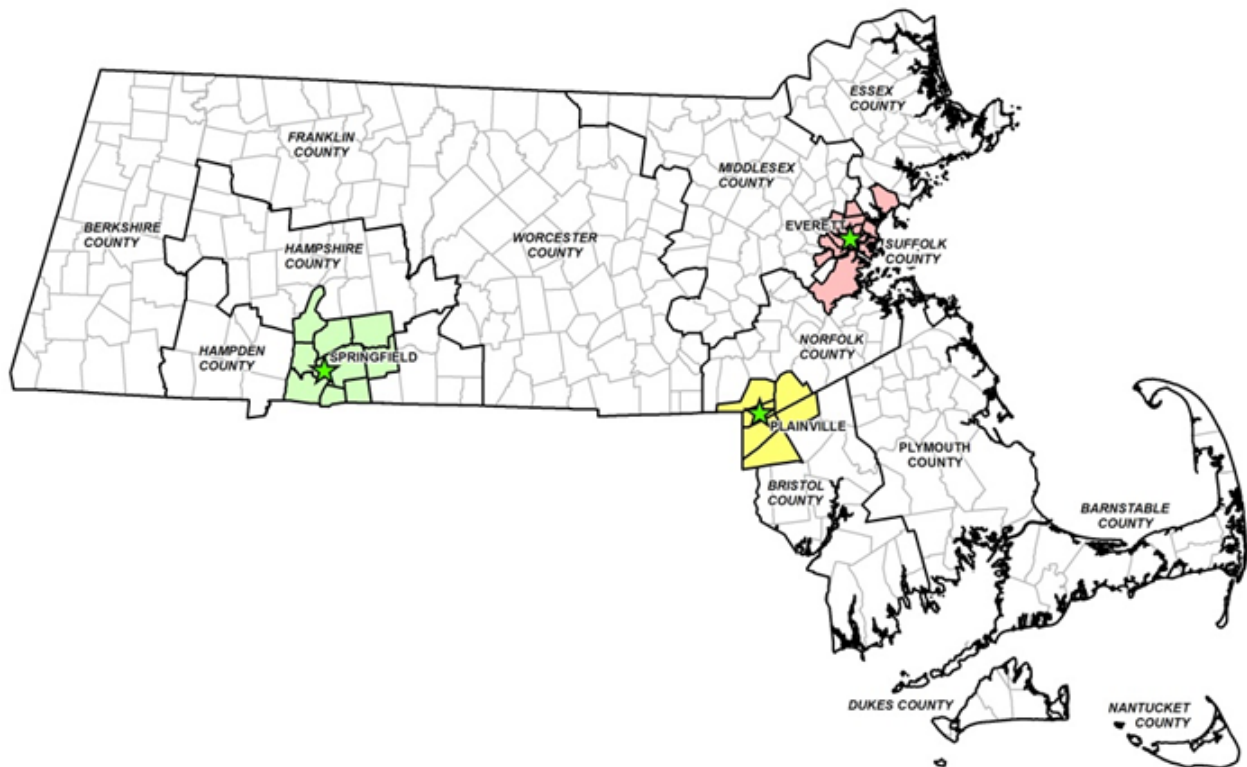 ESSEX
COUNTY
FRANKLIN
COUNTY
MIDDLESEX
COUNTY
BERKSHIRE
COUNTY
HAMPSHIRE
COUNTY
WORCESTER
COUNTY
EVERETT
SUFFOLK
COUNTY
HAMPDEN
COUNTY
SPRINGFIELD
NORFOLK
COUNTY
PLAINVILLE
PLYMOUTH
COUNTY
BRISTOL
COUNTY
BARNSTABLE
COUNTY
DUKES COUNTY
NANTUCKET
COUNTY